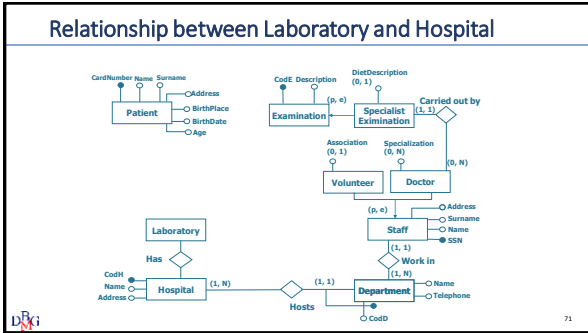 Relationship between Laboratory and Hospital
CardNumber Name Surname
Address
BirthPlace
BirthDate
Age
Patient
CodE Description
DietDescription
(0, 1)
(p, e)
Examination
Specialist
Eximination
(1, 1)
Carried out by
(0, N)
Association
(0, 1)
Specialization
(0, N)
Volunteer
Doctor
(p, e)
Staff
Address
Surname
Name
SSN
(1, 1)
Work in
(1, N)
Laboratory
Has
CodH
Name
Address
Hospital
(1, N)
Hosts
(1, 1)
Department
Name
Telephone
CodD
DBMG
71